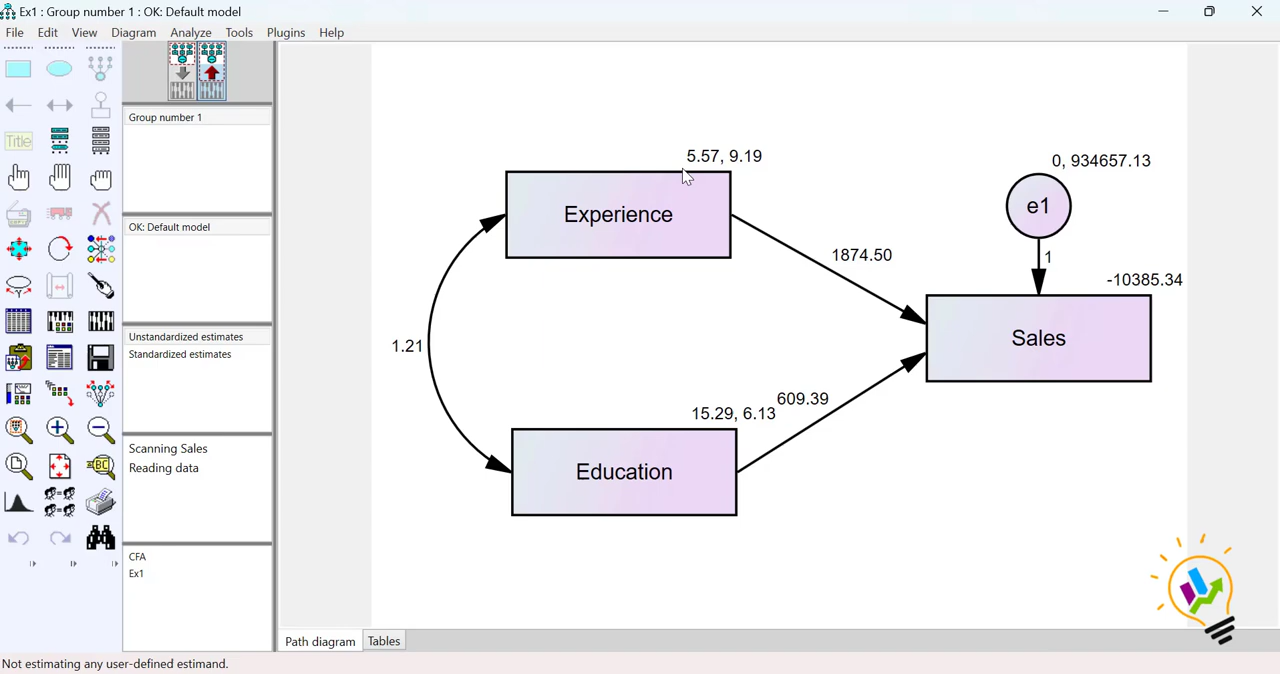 Ex1 : Group number 1 : OK: Default model
File Edit View Diagram Analyze Tools Plugins Help
Title
Group number 1
OK: Default model
Unstandardized estimates
Standardized estimates
Scanning Sales
Reading data
CFA
Ex1
5.57, 9.19
Experience
0, 934657.13
e1
1
1874.50
-10385.34
Sales
1.21
609.39
15.29, 6.13
Education
Path diagram Tables
Not estimating any user-defined estimand.